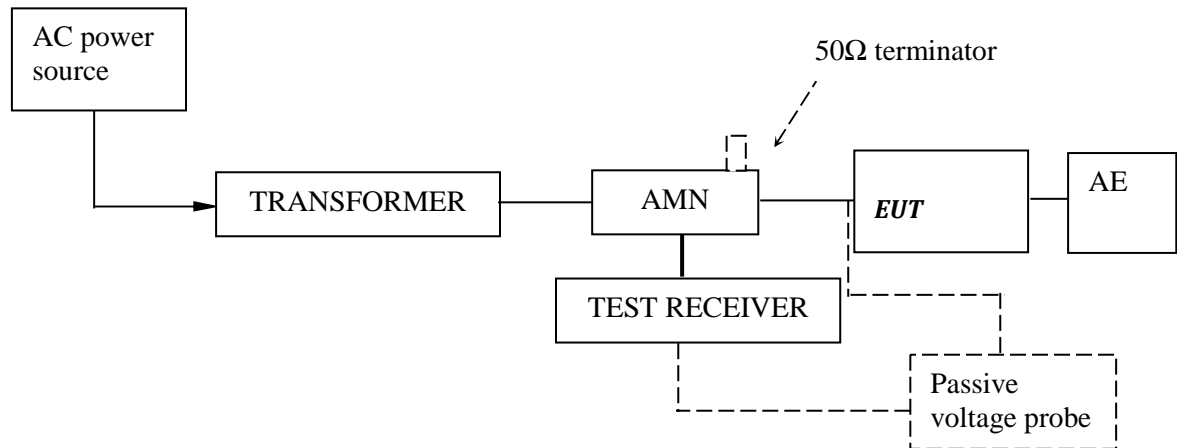 AC power
source
50Ω terminator
TRANSFORMER
AMN
EUT
AE
TEST RECEIVER
Passive
voltage probe